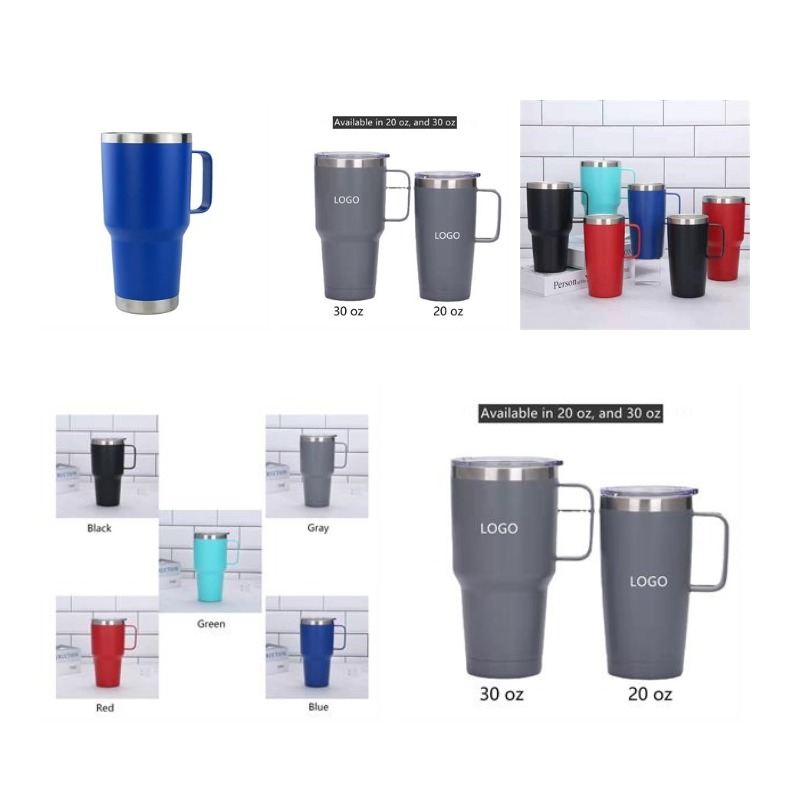 Available in 20 oz, and 30 oz
LOGO
LOGO
30 oz
20 oz
Person
Available in 20 oz, and 30 oz
LOGO
LOGO
30 oz
20 oz
Black
Gray
Green
Red
Blue